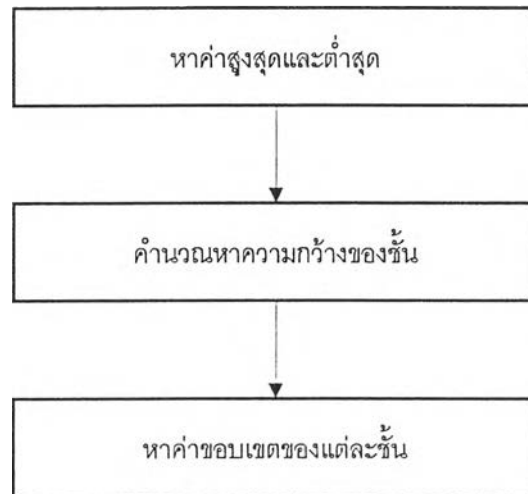 หาค่าสูงสุดและต่ำสุด
คำนวณหาความกว้างของชั้น
หาค่าขอบเขตของแต่ละชั้น